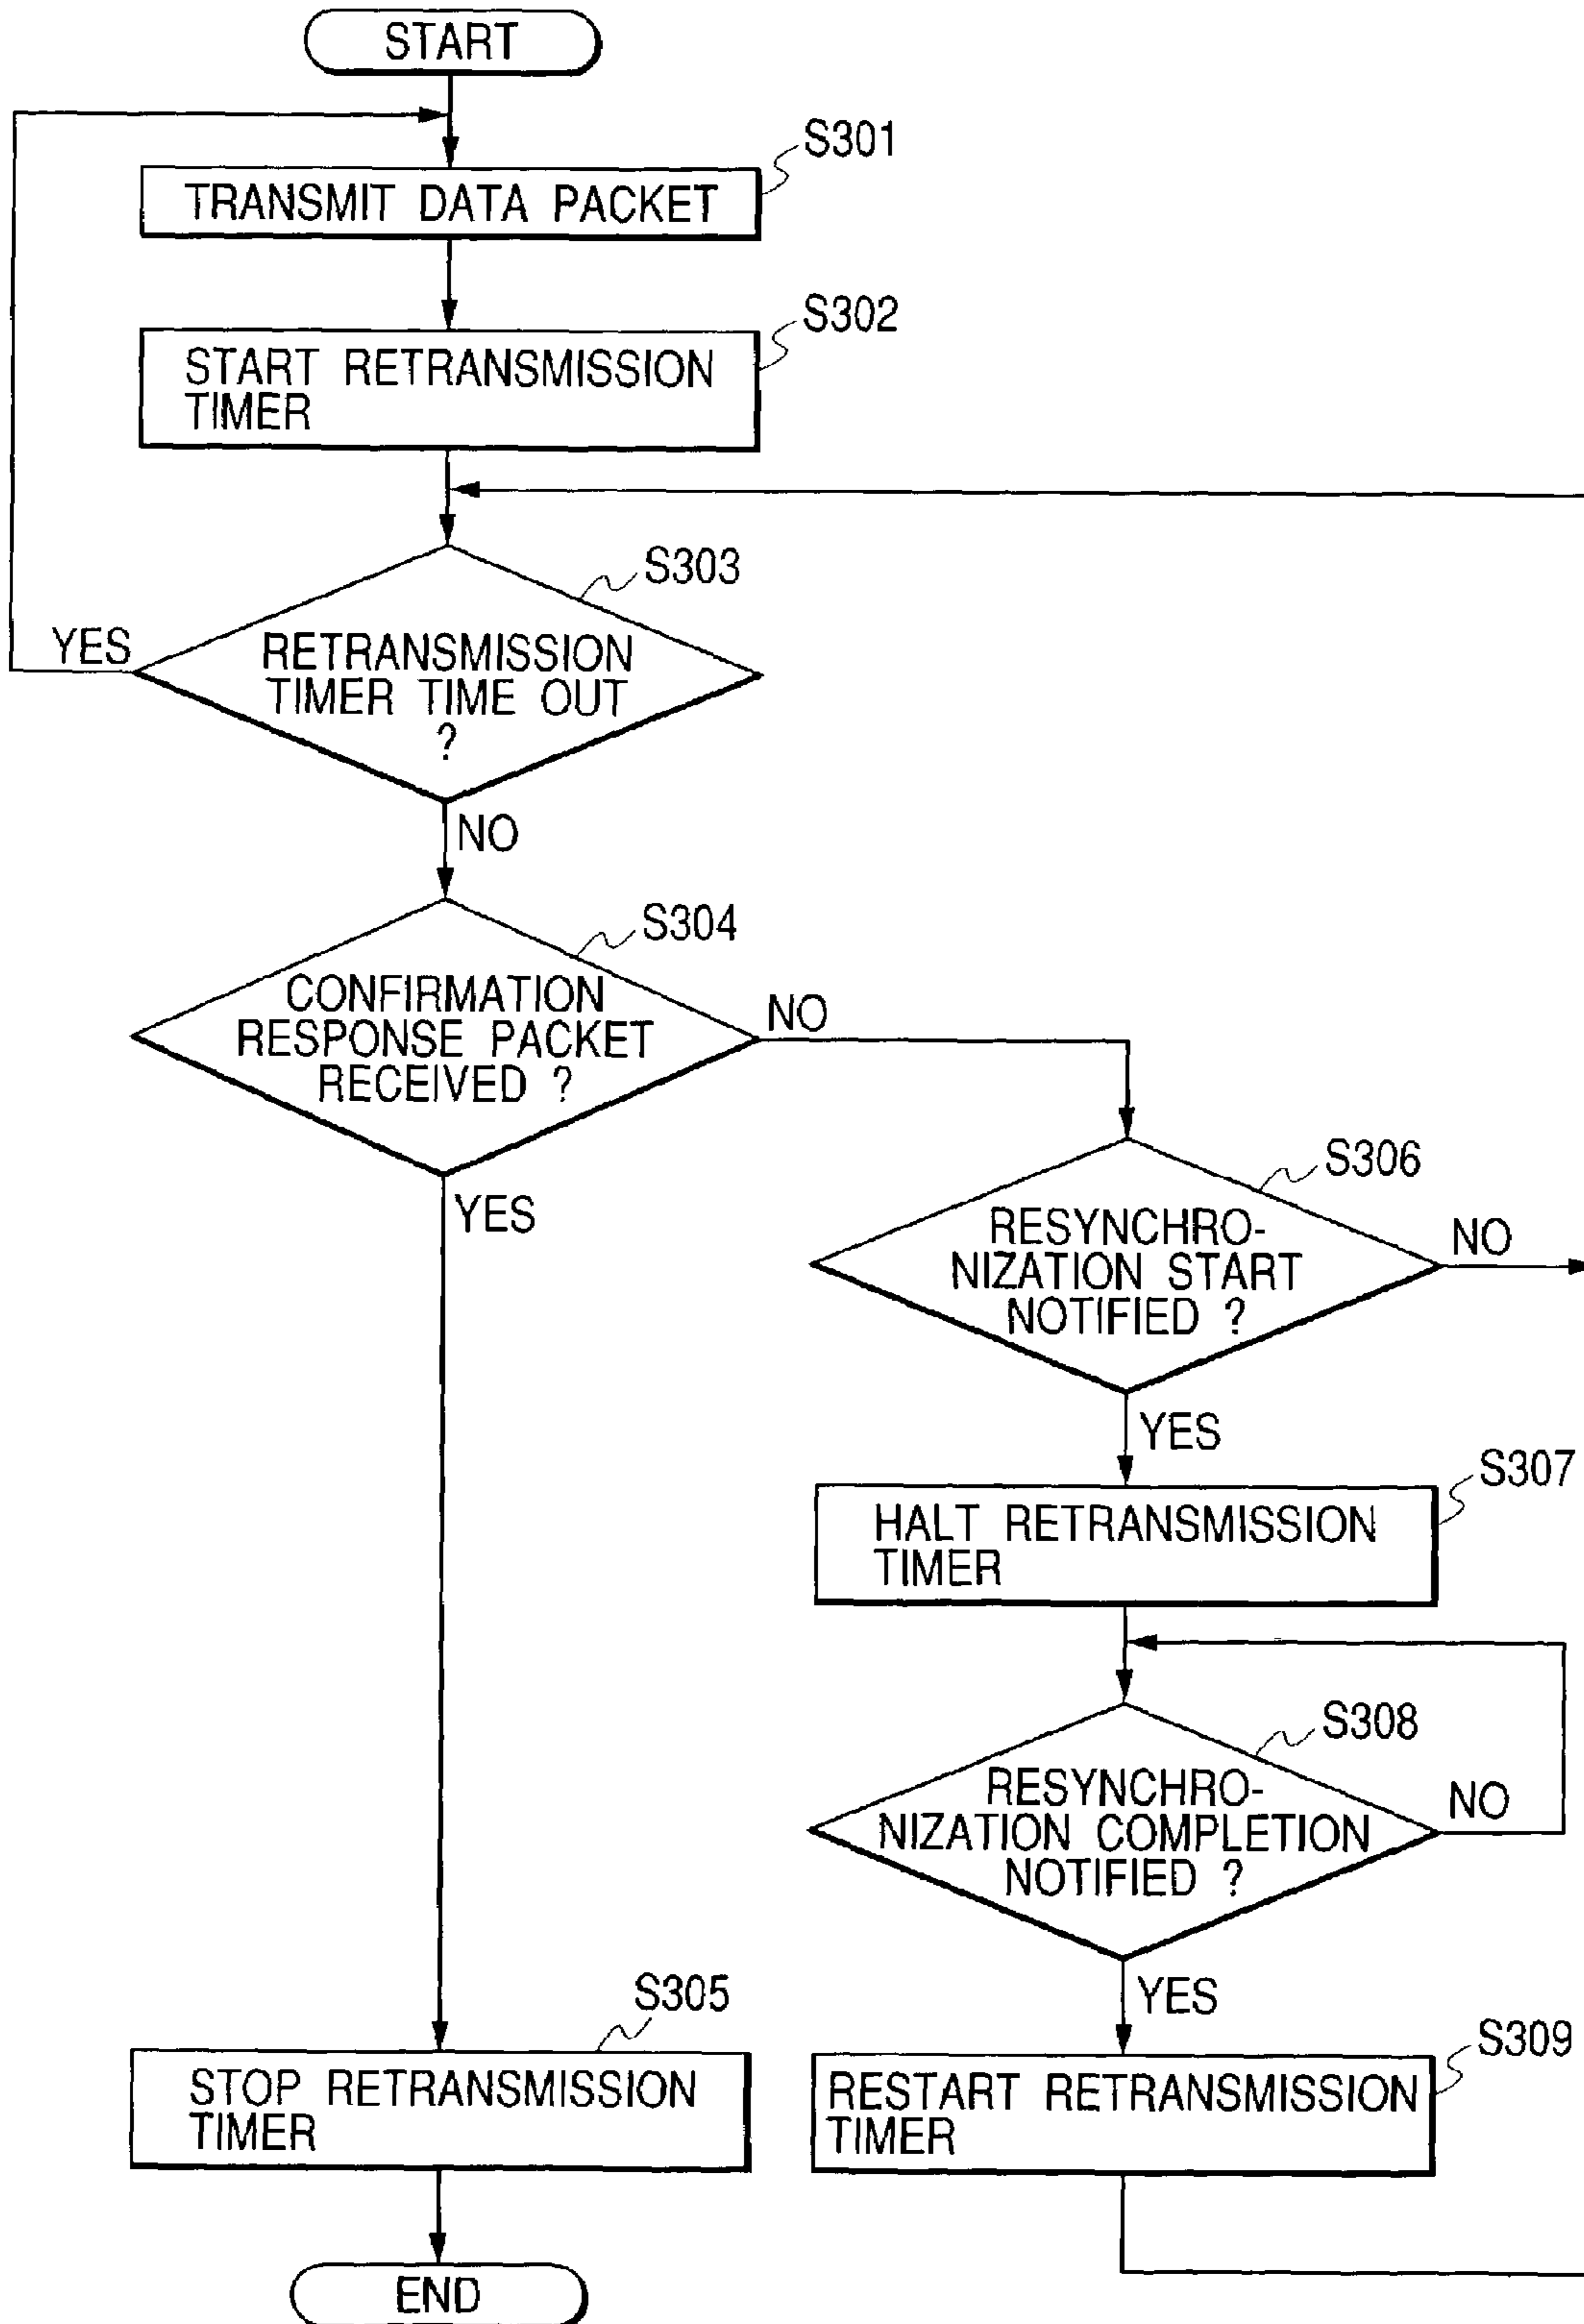 START
S301
TRANSMIT DATA PACKET
S302
START RETRANSMISSION
TIMER
S303
RETRANSMISSION
TIMER TIME OUT
?
YES
NO
S304
CONFIRMATION
RESPONSE PACKET
RECEIVED ?
NO
YES
S306
RESYNCHRO-
NIZATION START
NOTIFIED ?
NO
YES
S307
HALT RETRANSMISSION
TIMER
S308
RESYNCHRO-
NIZATION COMPLETION
NOTIFIED ?
NO
YES
S305
STOP RETRANSMISSION
TIMER
S309
RESTART RETRANSMISSION
TIMER
END